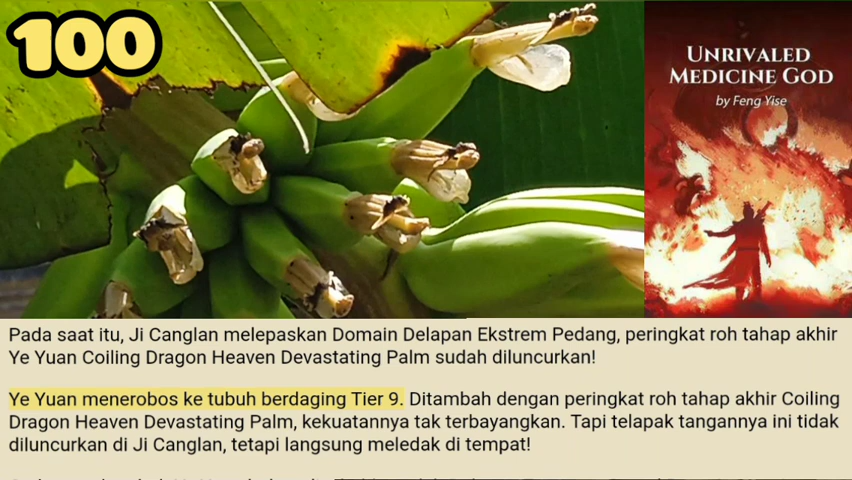 100
UNRIVALED
MEDICINE GOD
by Feng Yise
Pada saat itu, Ji Canglan melepaskan Domain Delapan Ekstrem Pedang, peringkat roh tahap akhir
Ye Yuan Coiling Dragon Heaven Devastating Palm sudah diluncurkan!
Ye Yuan menerobos ke tubuh berdaging Tier 9. Ditambah dengan peringkat roh tahap akhir Coiling
Dragon Heaven Devastating Palm, kekuatannya tak terbayangkan. Tapi telapak tangannya ini tidak
diluncurkan di Ji Canglan, tetapi langsung meledak di tempat!